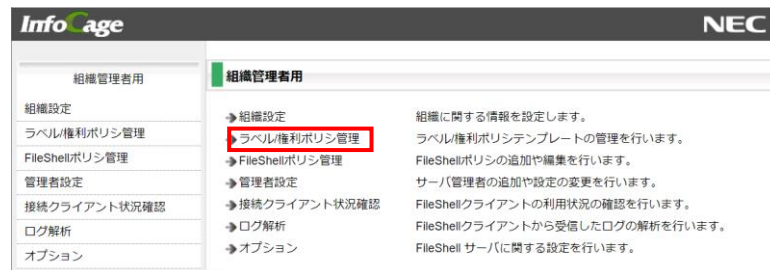 InfoCage
NEC
組織管理者用
組織設定
ラベル/権利ポリシ管理
FileShellポリシ管理
管理者設定
接続クライアント状況確認
ログ解析
オプション
組織管理者用
組織設定 組織に関する情報を設定します。
ラベル/権利ポリシ管理 ラベル/権利ポリシテンプレートの管理を行います。
FileShellポリシ管理 FileShellポリシの追加や編集を行います。
管理者設定 サーバ管理者の追加や設定の変更を行います。
接続クライアント状況確認 FileShellクライアントの利用状況の確認を行います。
ログ解析 FileShellクライアントから受信したログの解析を行います。
オプション FileShell サーバに関する設定を行います。